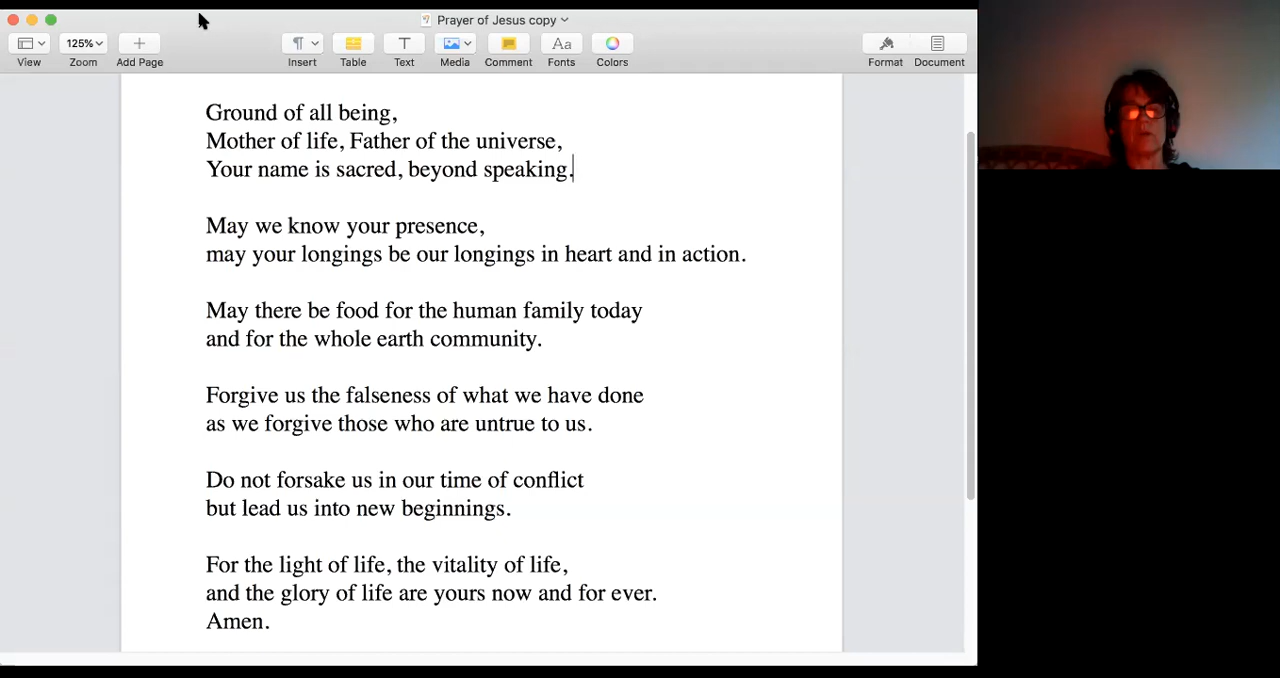 Prayer of Jesus copy
125%
View
Zoom
Add Page
Insert
Table
Text
Media
Comment
Fonts
Colors
Format
Document
Ground of all being,
Mother of life, Father of the universe,
Your name is sacred, beyond speaking.
May we know your presence,
may your longings be our longings in heart and in action.
May there be food for the human family today
and for the whole earth community.
Forgive us the falseness of what we have done
as we forgive those who are untrue to us.
Do not forsake us in our time of conflict
but lead us into new beginnings.
For the light of life, the vitality of life,
and the glory of life are yours now and for ever.
Amen.